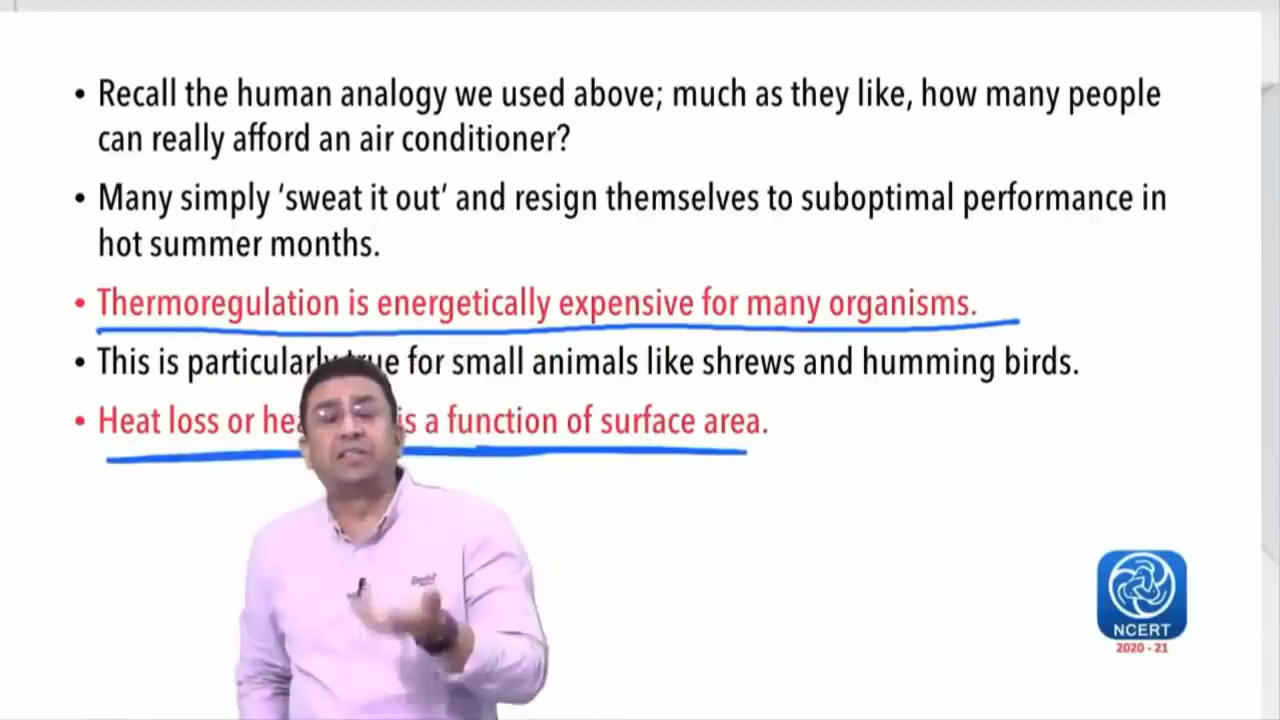 • Recall the human analogy we used above; much as they like, how many people
can really afford an air conditioner?
• Many simply ‘sweat it out’ and resign themselves to suboptimal performance in
hot summer months.
• Thermoregulation is energetically expensive for many organisms.
• This is particularly true for small animals like shrews and humming birds.
• Heat loss or is a function of surface area.
NCERT
2020 - 21